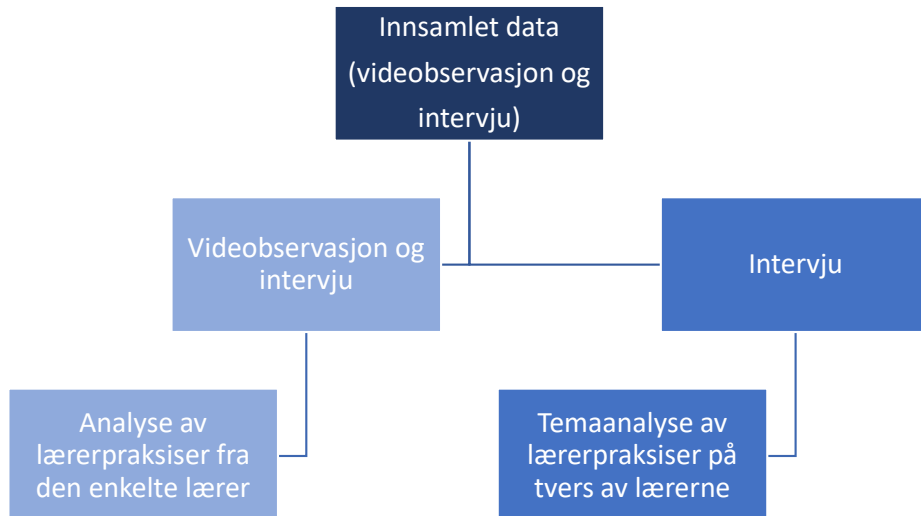 Innsamlet data
(videobservasjon og
intervju)
Videobservasjon og
intervju
Intervju
Analyse av
lærerpraksiser fra
den enkelte lærer
Temaanalyse av
lærerpraksiser på
tvers av lærerne